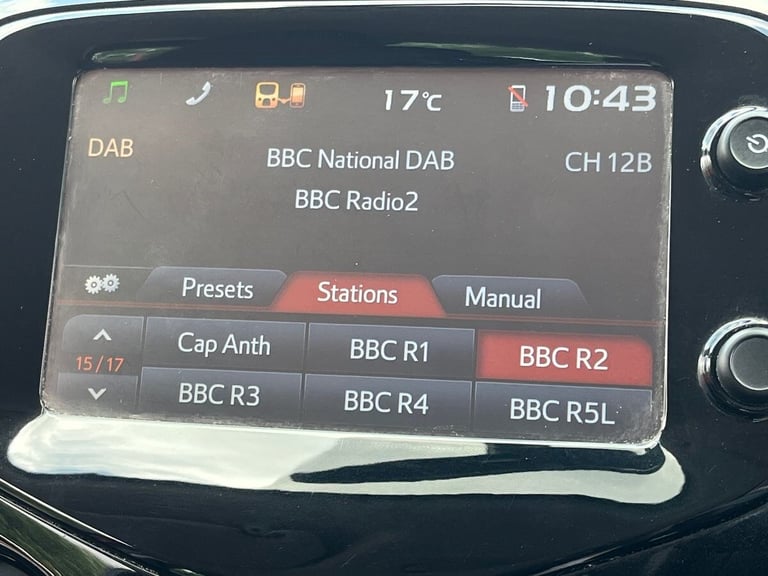 17°C 10:43
DAB BBC National DAB CH 12B
BBC Radio2
Presets Stations Manual
Cap Anth BBC R1 BBC R2
15/17
BBC R3 BBC R4 BBC R5L